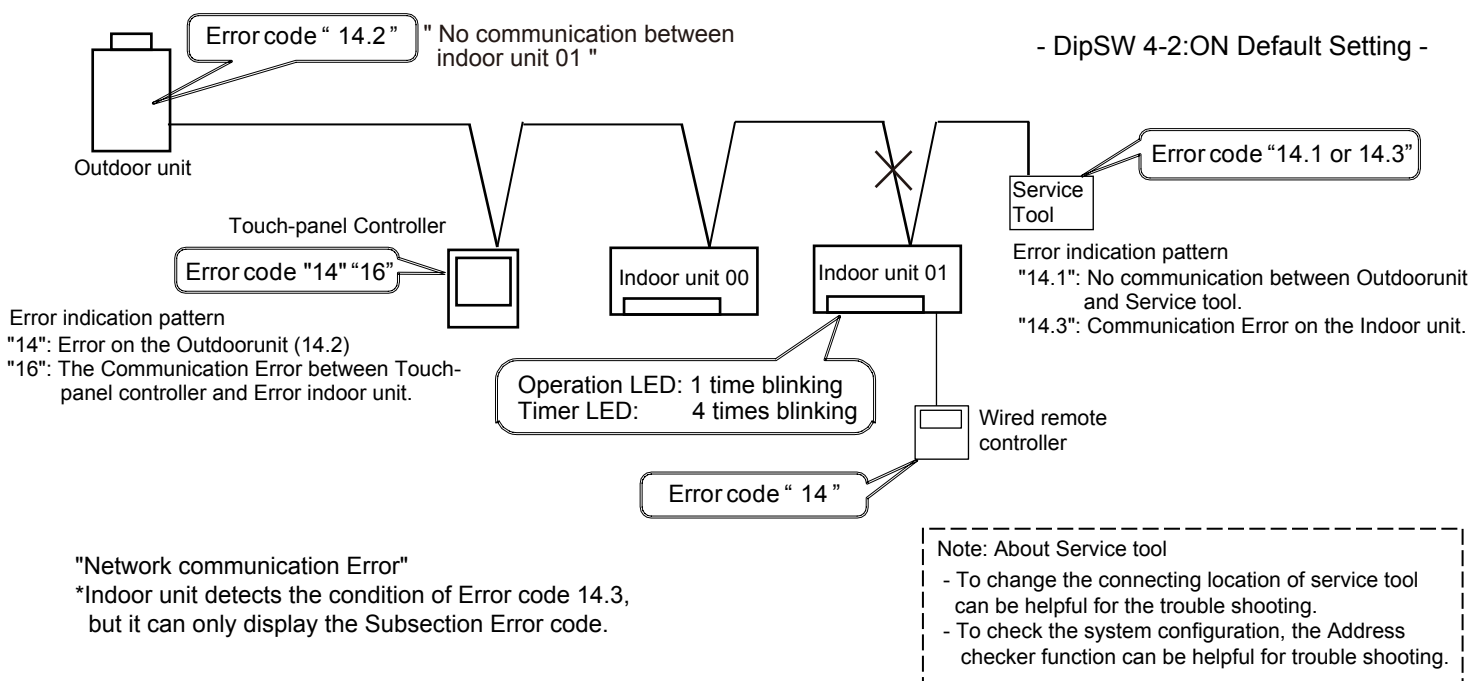 Error code “ 14.2 ”
" No communication between
indoor unit 01 "
- DipSW 4-2:ON Default Setting -
Outdoor unit
Error code “14.1 or 14.3”
Service
Tool
Touch-panel Controller
Error code "14" “16”
Indoor unit 00
Indoor unit 01
Error indication pattern
"14.1": No communication between Outdoorunit
and Service tool.
"14.3": Communication Error on the Indoor unit.
Error indication pattern
"14": Error on the Outdoorunit (14.2)
"16": The Communication Error between Touch-
panel controller and Error indoor unit.
Operation LED: 1 time blinking
Timer LED: 4 times blinking
Wired remote
controller
Error code “ 14 ”
"Network communication Error"
*Indoor unit detects the condition of Error code 14.3,
but it can only display the Subsection Error code.
Note: About Service tool
- To change the connecting location of service tool
can be helpful for the trouble shooting.
- To check the system configuration, the Address
checker function can be helpful for trouble shooting.